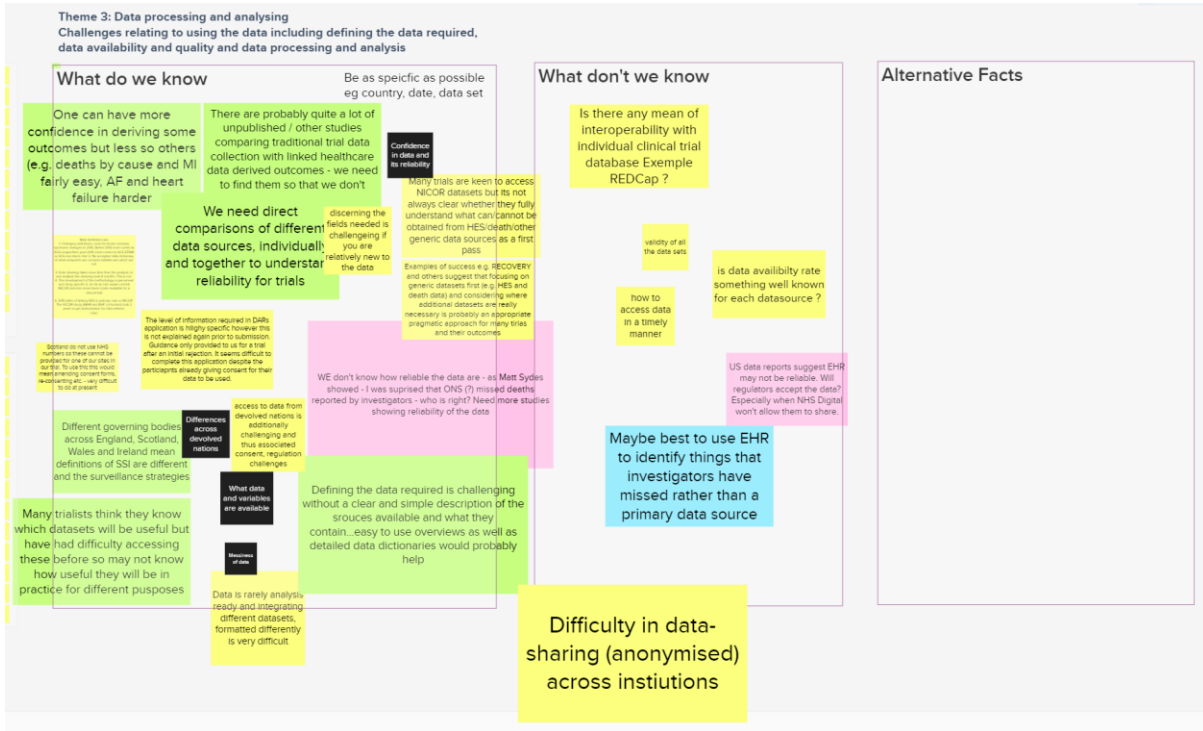 Theme 3: Data processing and analysing
Challenges relating to using the data including defining the data required,
data availability and quality and data processing and analysis
What do we know
Be as speicfic as possible
eg country, date, data set
One can have more
confidence in deriving some
outcomes but less so others
(e.g. deaths by cause and MI
fairly easy, AF and heart
failure harder
There are probably quite a lot of
unpublished / other studies
comparing traditional trial data
collection with linked healthcare
data derived outcomes - we need
to find them so that we don't
Confidence
in data and
its reliability
Many trials are keen to access
NICOR datasets but its not
always clear whether they fully
understand what can/cannot be
obtained from HES/death/other
generic data sources as a first
pass
We need direct
comparisons of different
data sources, individually
and together to understand
reliability for trials
discerning the
fields needed is
challengeing if
you are
relatively new to
the data
Examples of success e.g. RECOVERY
and others suggest that focusing on
generic datasets first (e.g. HES and
death data) and considering where
additional datasets are really
necessary is probably an appropriate
pragmatic approach for many tirlas
and their outcomes
The level of information required in DARs
application is hilighy specific however this
is not explained again prior to submission.
Guidance only provided to us for a trial
after an initial rejection. It seems difficult to
complete this application despite the
particiapnts already giving consent for their
data to be used.
Scotland do not use NHS
numbers so these cannot be
provided for one of our sites in
our trial. To use this this would
mean amending consent forms,
re-consenting etc. - very difficult
to do at present
WE don't know how reliable the data are - as Matt Sydes
showed - I was suprised that ONS (?) missed deaths
reported by investigators - who is right? Need more studies
showing reliability of the data
Different governing bodies
across England, Scotland,
Wales and Ireland mean
definitions of SSI are different
and the surveillance strategies
Differences
across
devolved
nations
access to data from
devolved nations is
additionally
challenging and
thus associated
consent, regulation
challenges
What data
and variables
are available
Defining the data required is challenging
without a clear and simple description of the
srouces available and what they
contain...easy to use overviews as well as
detailed data dictionaries would probably
help
Many trialists think they know
which datasets will be useful but
have had difficulty accessing
these before so may not know
how useful they will be in
practice for different pusposes
Messiness
of data
Data is rarely analysis
ready and integrating
different datasets,
formatted differently
is very difficult
What don't we know
Is there any mean of
interoperability with
individual clinical trial
database Exemple
REDCap ?
validity of all
the data sets
is data availibilty rate
something well known
for each datasource ?
how to
access data
in a timely
manner
US data reports suggest EHR
may not be reliable. Will
regulators accept the data?
Especially when NHS Digital
won't allow them to share.
Maybe best to use EHR
to identify things that
investigators have
missed rather than a
primary data source
Difficulty in data-
sharing (anonymised)
across instiutions
Alternative Facts